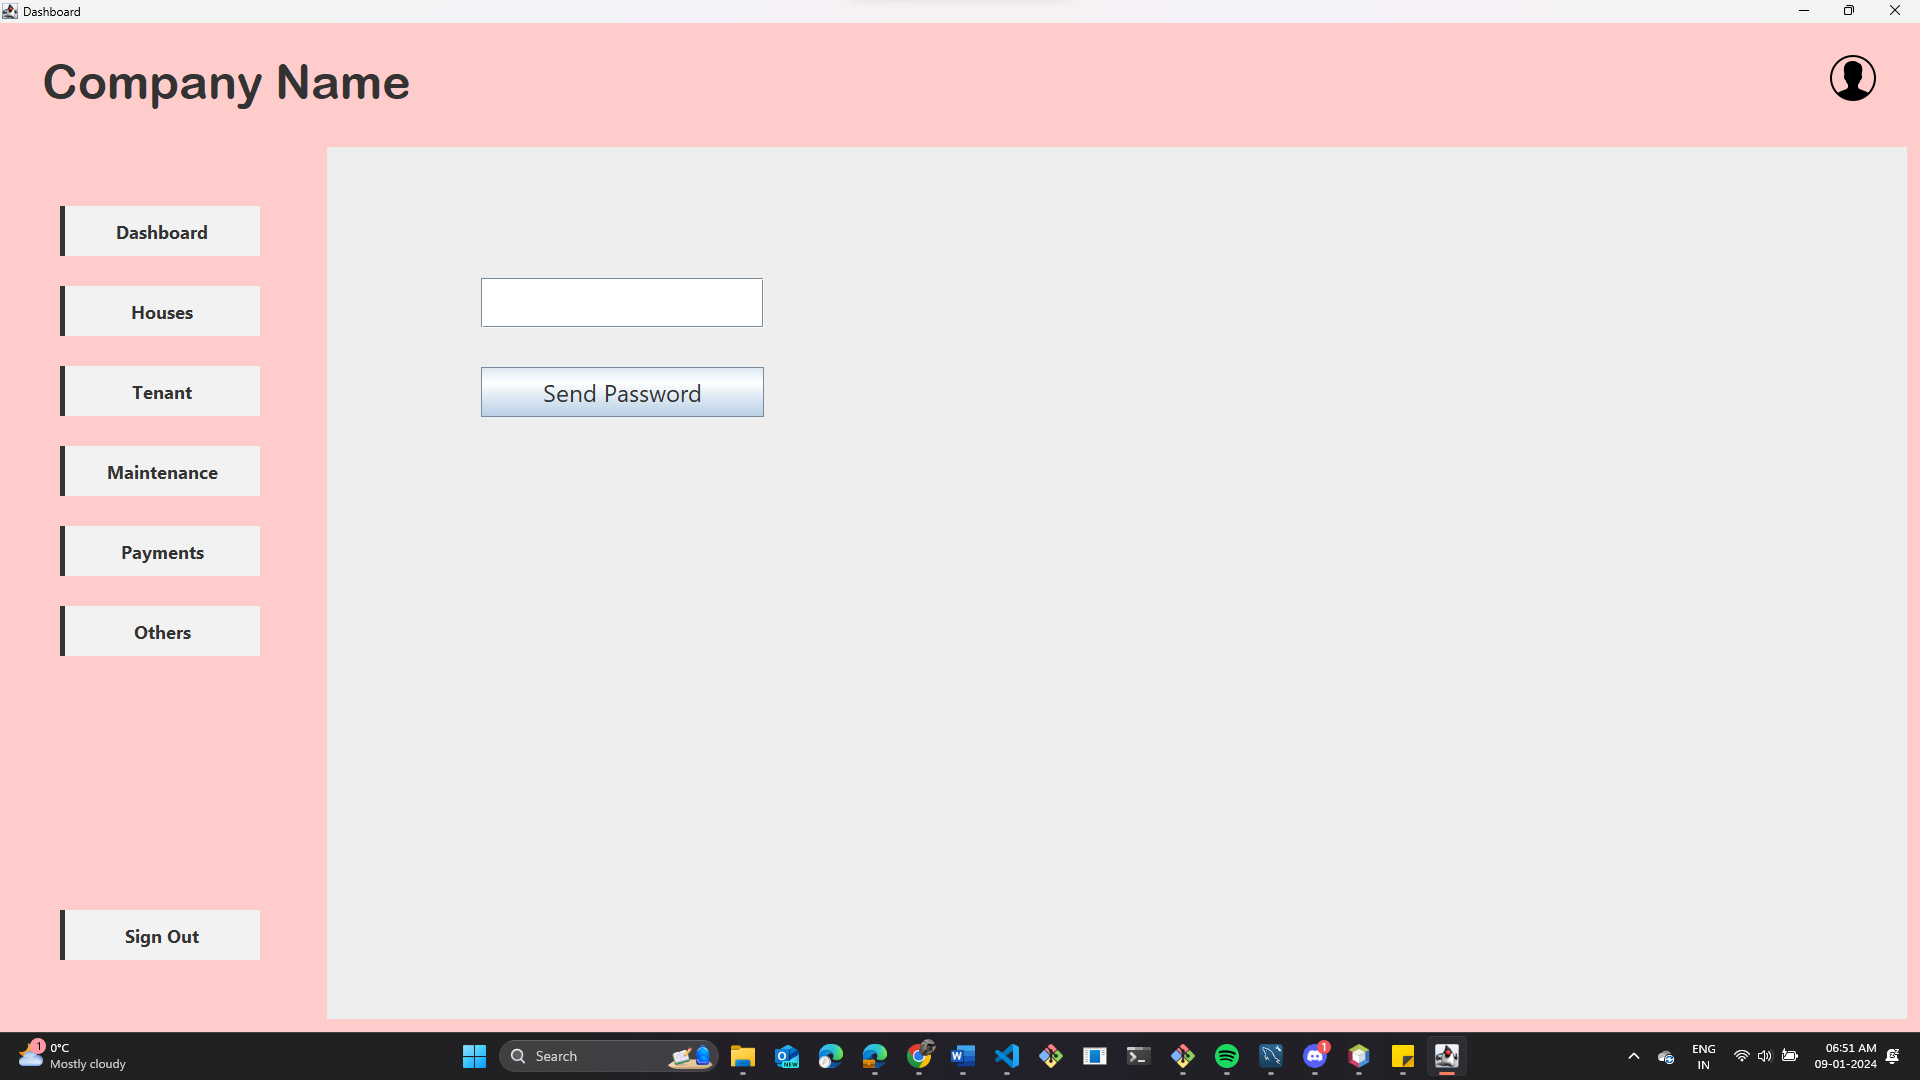 Dashboard
Company Name
Dashboard
Houses
Tenant
Maintenance
Payments
Others
Send Password
Sign Out
1
0°C
Mostly cloudy
Search
NEW
1
ENG
IN
06:51 AM
09-01-2024